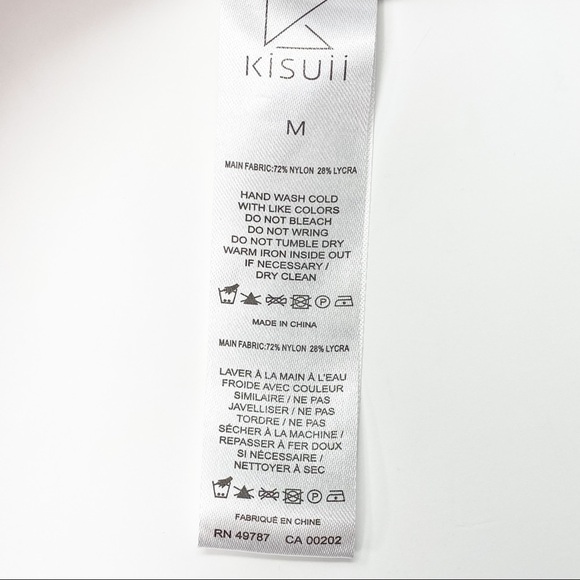 Kisuii
M
MAIN FABRIC:72% NYLON 28% LYCRA
HAND WASH COLD
WITH LIKE COLORS
DO NOT BLEACH
DO NOT WRING
DO NOT TUMBLE DRY
WARM IRON INSIDE OUT
IF NECESSARY /
DRY CLEAN
P
MADE IN CHINA
MAIN FABRIC:72% NYLON 28% LYCRA
LAVER À LA MAIN À L'EAU
FROIDE AVEC COULEUR
SIMILAIRE / NE PAS
JAVELLISER / NE PAS
TORDRE / NE PAS
SÉCHER À LA MACHINE /
REPASSER À FER DOUX
SI NÉCESSAIRE /
NETTOYER À SEC
P
FABRIQUÉ EN CHINE
RN 49787 CA 00202